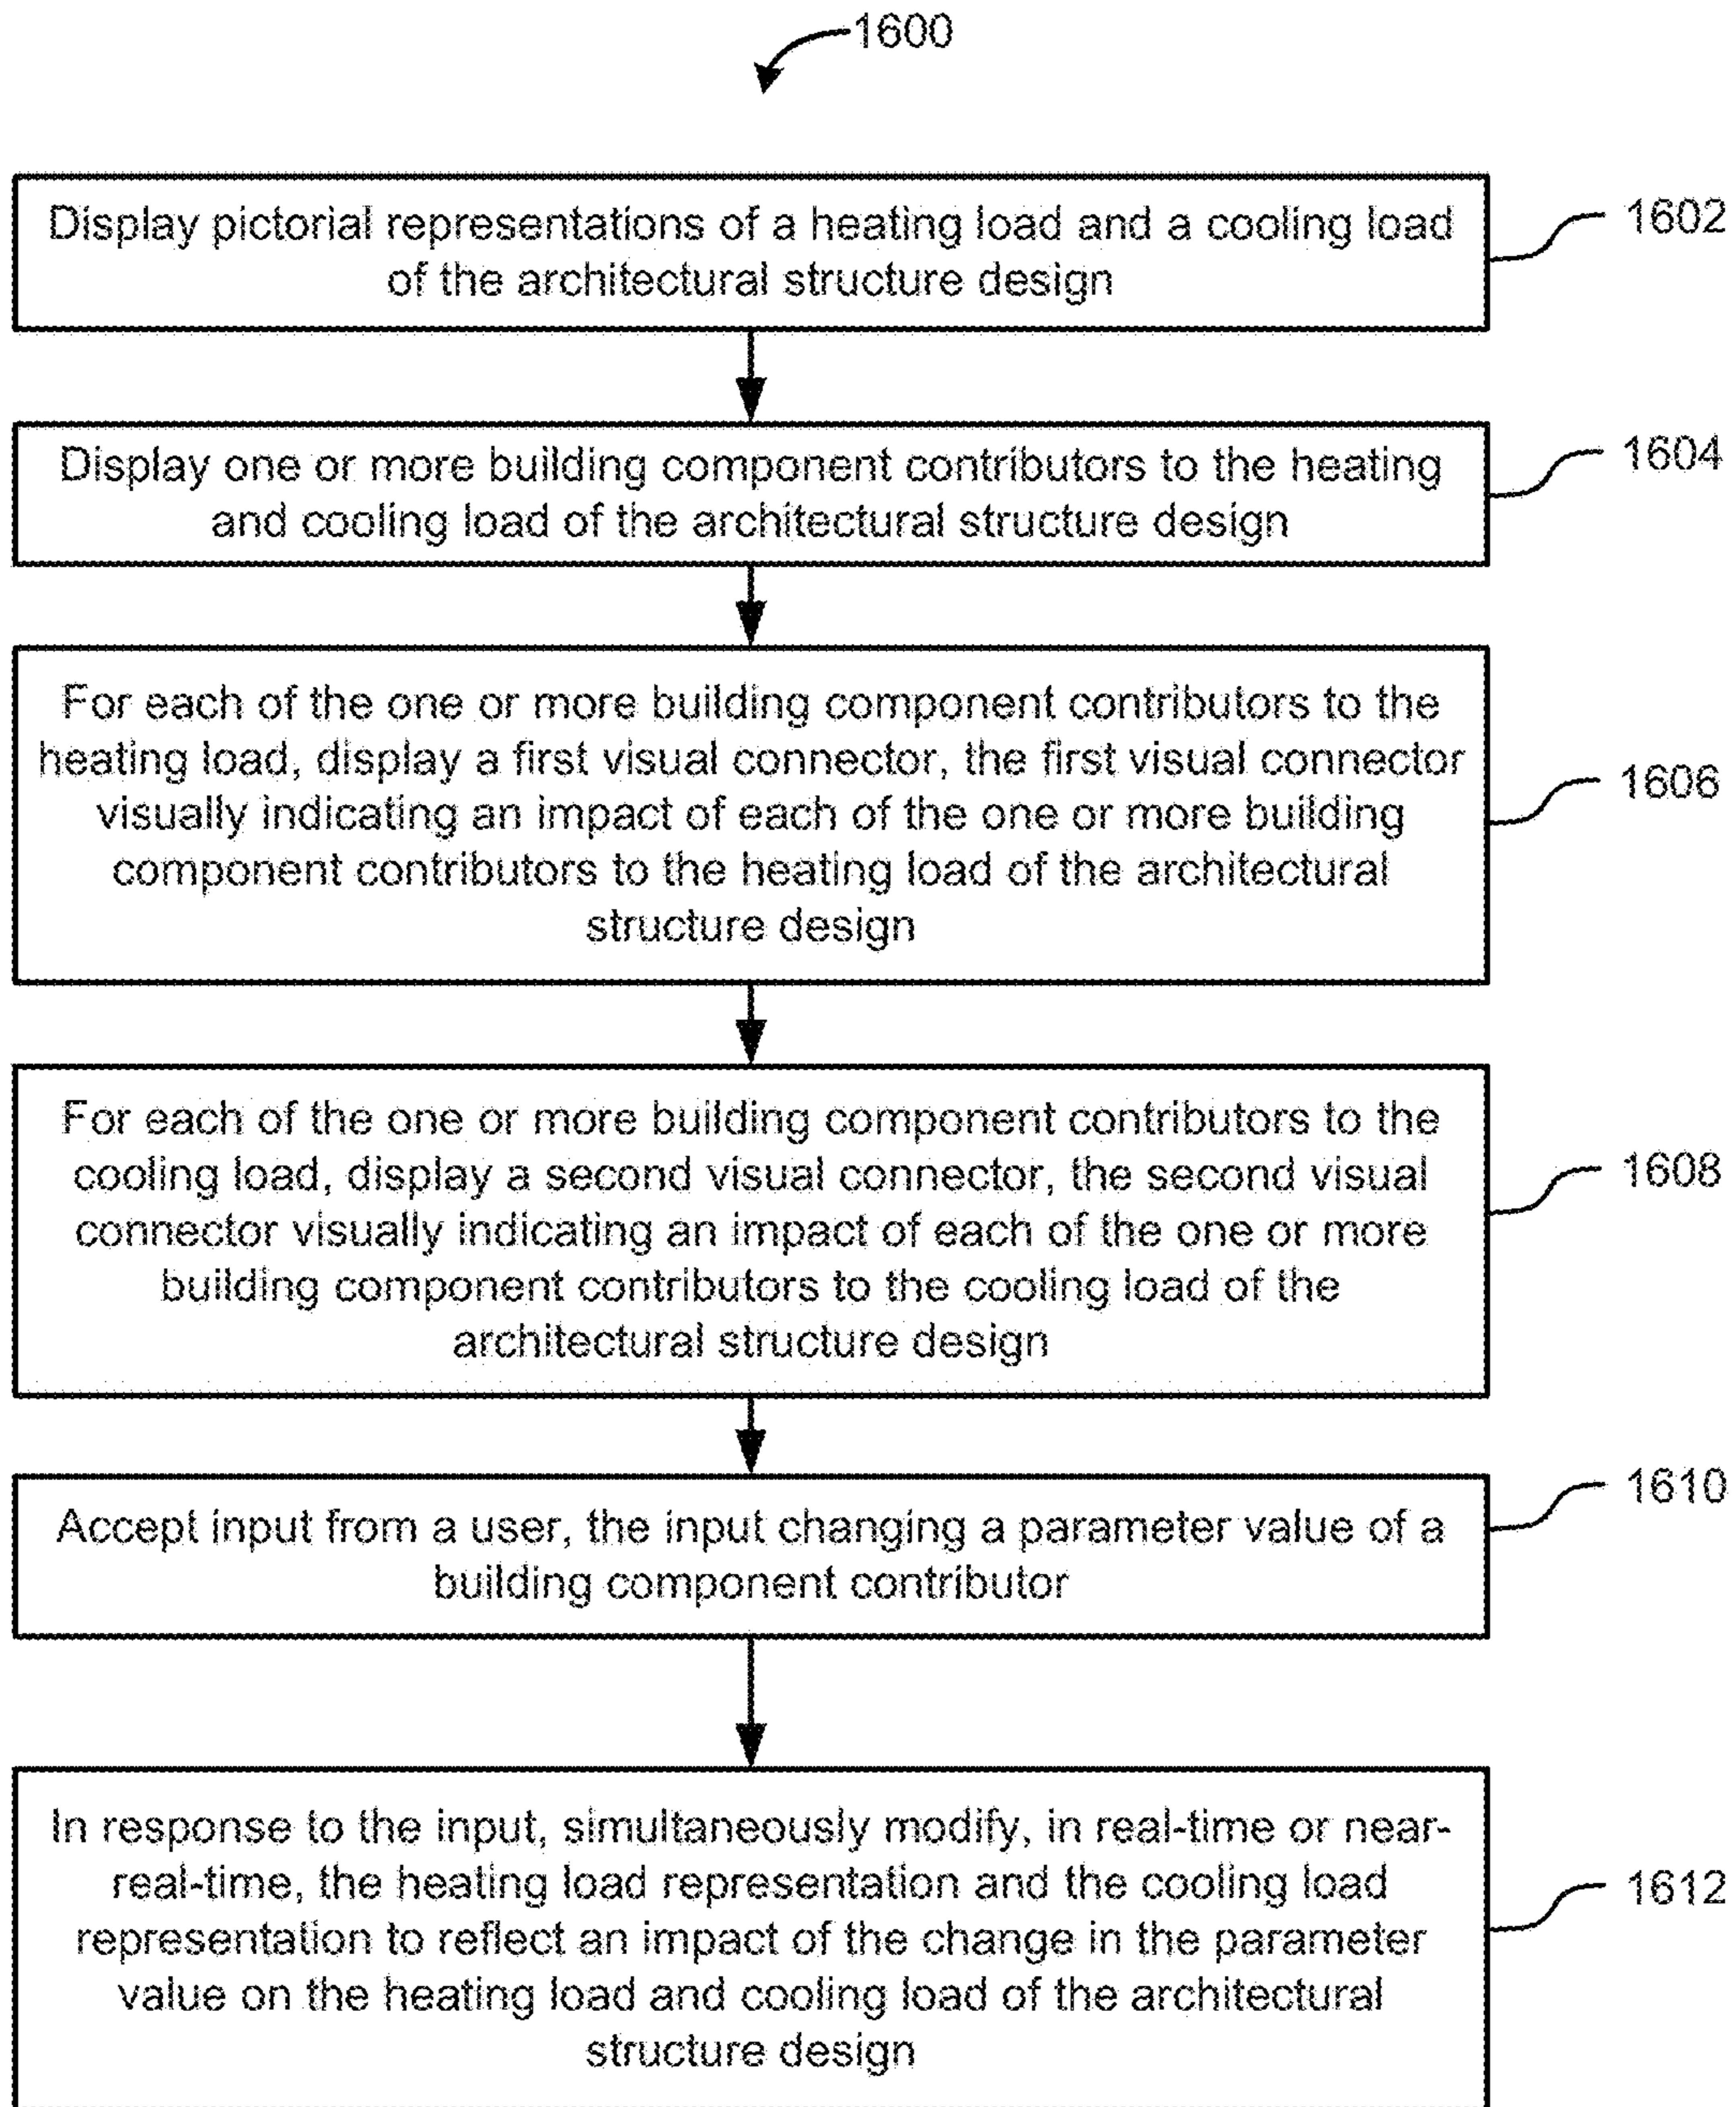 1600
Display pictorial representations of a heating load and a cooling load
of the architectural structure design
1602
Display one or more building component contributors to the heating
and cooling load of the architectural structure design
1604
For each of the one or more building component contributors to the
heating load, display a first visual connector, the first visual connector
visually indicating an impact of each of the one or more building
component contributors to the heating load of the architectural
structure design
1606
For each of the one or more building component contributors to the
cooling load, display a second visual connector, the second visual
connector visually indicating an impact of each of the one or more
building component contributors to the cooling load of the
architectural structure design
1608
Accept input from a user, the input changing a parameter value of a
building component contributor
1610
In response to the input, simultaneously modify, in real-time or near-
real-time, the heating load representation and the cooling load
representation to reflect an impact of the change in the parameter
value on the heating load and cooling load of the architectural
structure design
1612